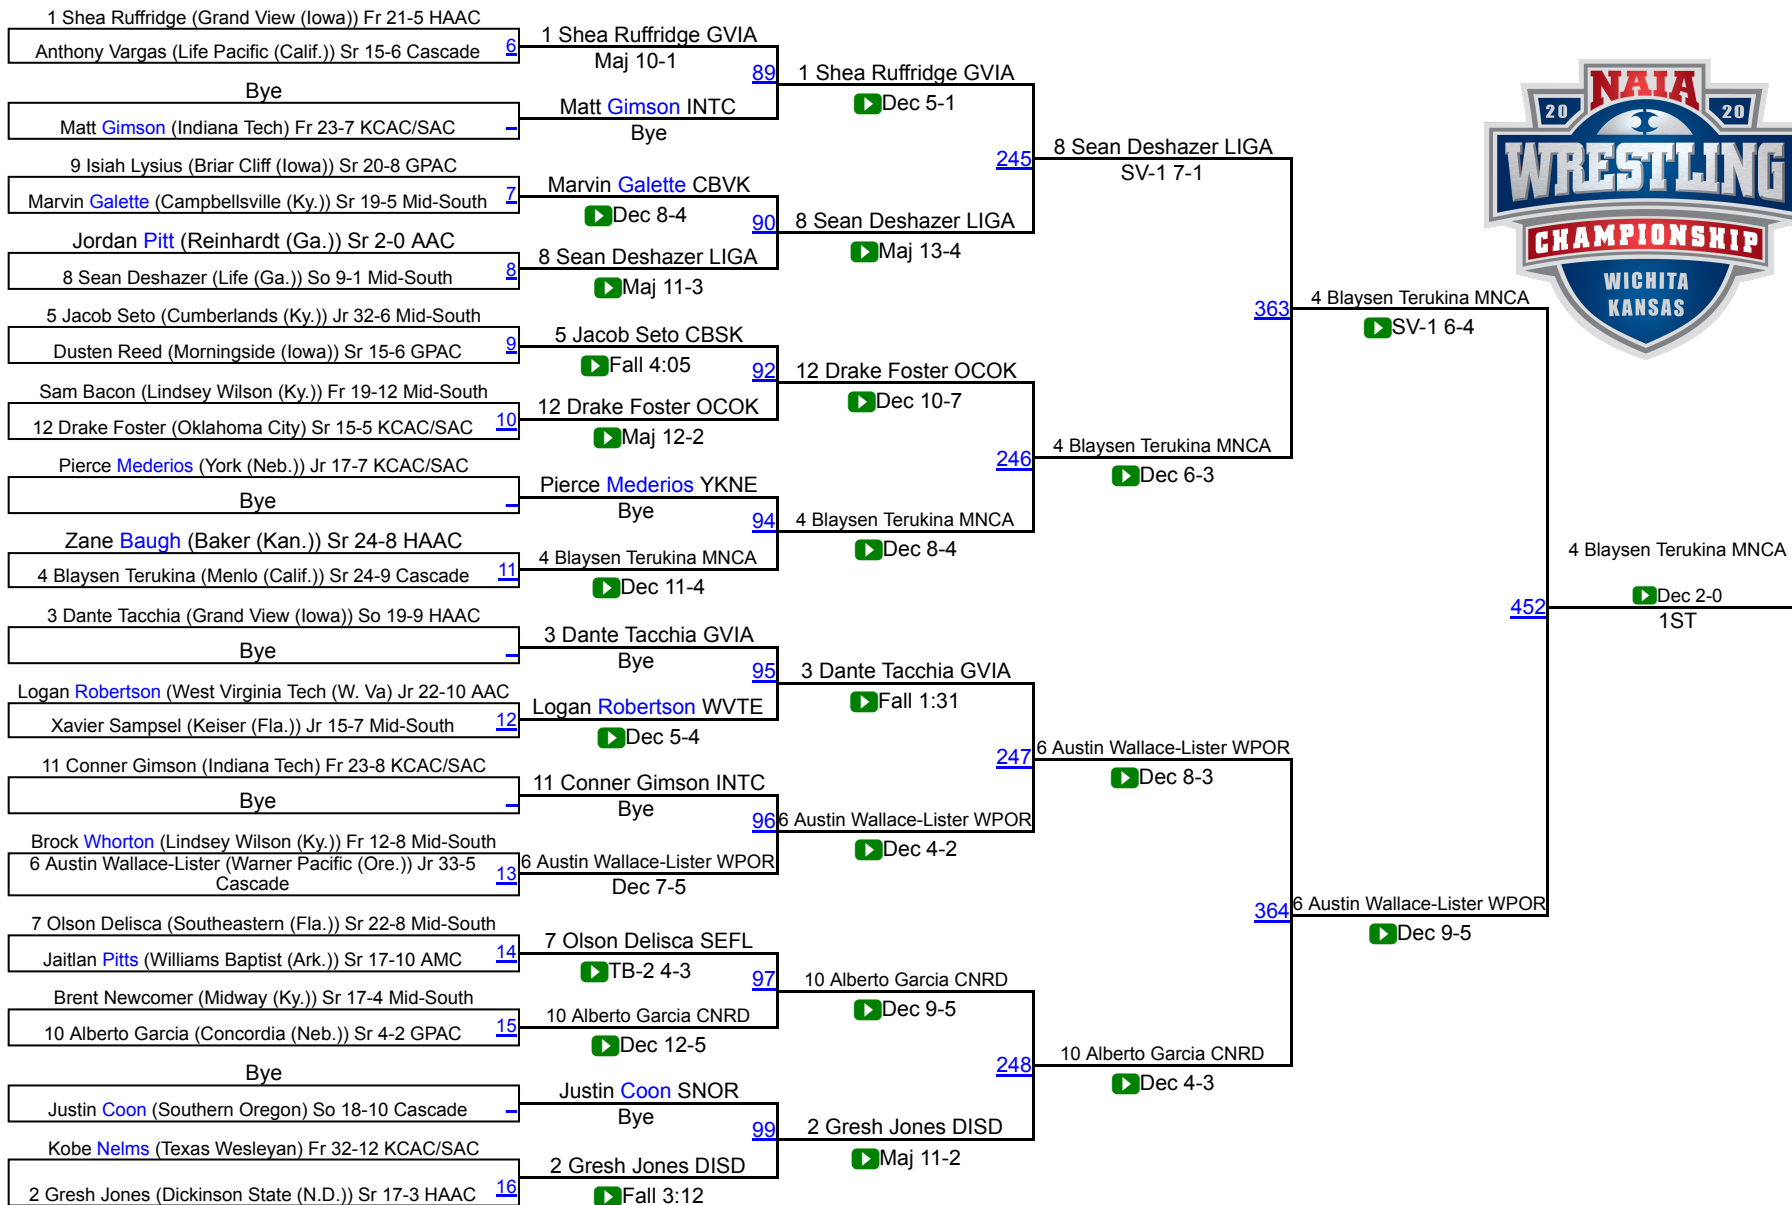 1 Shea Ruffridge (Grand View (Iowa)) Fr 21-5 HAAC
Anthony Vargas (Life Pacific (Calif.)) Sr 15-6 Cascade
6
Bye
Matt Gimson (Indiana Tech) Fr 23-7 KCAC/SAC
9 Isiah Lysius (Briar Cliff (Iowa)) Sr 20-8 GPAC
Marvin Galette (Campbellsville (Ky.)) Sr 19-5 Mid-South
7
Jordan Pitt (Reinhardt (Ga.)) Sr 2-0 AAC
8 Sean Deshazer (Life (Ga.)) So 9-1 Mid-South
8
5 Jacob Seto (Cumberlands (Ky.)) Jr 32-6 Mid-South
Dusten Reed (Morningside (Iowa)) Sr 15-6 GPAC
9
Sam Bacon (Lindsey Wilson (Ky.)) Fr 19-12 Mid-South
12 Drake Foster (Oklahoma City) Sr 15-5 KCAC/SAC
10
Pierce Mederios (York (Neb.)) Jr 17-7 KCAC/SAC
Bye
Zane Baugh (Baker (Kan.)) Sr 24-8 HAAC
4 Blaysen Terukina (Menlo (Calif.)) Sr 24-9 Cascade
11
3 Dante Tacchia (Grand View (Iowa)) So 19-9 HAAC
Bye
Logan Robertson (West Virginia Tech (W. Va) Jr 22-10 AAC
Xavier Sampsel (Keiser (Fla.)) Jr 15-7 Mid-South
12
11 Conner Gimson (Indiana Tech) Fr 23-8 KCAC/SAC
Bye
Brock Whorton (Lindsey Wilson (Ky.)) Fr 12-8 Mid-South
6 Austin Wallace-Lister (Warner Pacific (Ore.)) Jr 33-5
Cascade
13
7 Olson Delisca (Southeastern (Fla.)) Sr 22-8 Mid-South
Jaitlan Pitts (Williams Baptist (Ark.)) Sr 17-10 AMC
14
Brent Newcomer (Midway (Ky.)) Sr 17-4 Mid-South
10 Alberto Garcia (Concordia (Neb.)) Sr 4-2 GPAC
15
Bye
Justin Coon (Southern Oregon) So 18-10 Cascade
Kobe Nelms (Texas Wesleyan) Fr 32-12 KCAC/SAC
2 Gresh Jones (Dickinson State (N.D.)) Sr 17-3 HAAC
16
1 Shea Ruffridge GVIA
Maj 10-1
89
Matt Gimson INTC
Bye
Marvin Galette CBVK
Dec 8-4
90
8 Sean Deshazer LIGA
Maj 11-3
5 Jacob Seto CBSK
Fall 4:05
92
12 Drake Foster OCOK
Maj 12-2
Pierce Mederios YKNE
Bye
94
4 Blaysen Terukina MNCA
Dec 11-4
3 Dante Tacchia GVIA
Bye
95
Logan Robertson WVTE
Dec 5-4
11 Conner Gimson INTC
Bye
96
6 Austin Wallace-Lister WPOR
Dec 7-5
7 Olson Delisca SEFL
TB-2 4-3
97
10 Alberto Garcia CNRD
Dec 12-5
Justin Coon SNOR
Bye
99
2 Gresh Jones DISD
Fall 3:12
1 Shea Ruffridge GVIA
Dec 5-1
245
8 Sean Deshazer LIGA
Maj 13-4
12 Drake Foster OCOK
Dec 10-7
246
4 Blaysen Terukina MNCA
Dec 8-4
3 Dante Tacchia GVIA
Fall 1:31
247
6 Austin Wallace-Lister WPOR
Dec 4-2
10 Alberto Garcia CNRD
Dec 9-5
248
2 Gresh Jones DISD
Maj 11-2
8 Sean Deshazer LIGA
SV-1 7-1
363
4 Blaysen Terukina MNCA
Dec 6-3
6 Austin Wallace-Lister WPOR
Dec 8-3
364
10 Alberto Garcia CNRD
Dec 4-3
4 Blaysen Terukina MNCA
SV-1 6-4
452
6 Austin Wallace-Lister WPOR
Dec 9-5
4 Blaysen Terukina MNCA
Dec 2-0
1ST
NAIA
20 20
WRESTLING
CHAMPIONSHIP
WICHITA
KANSAS